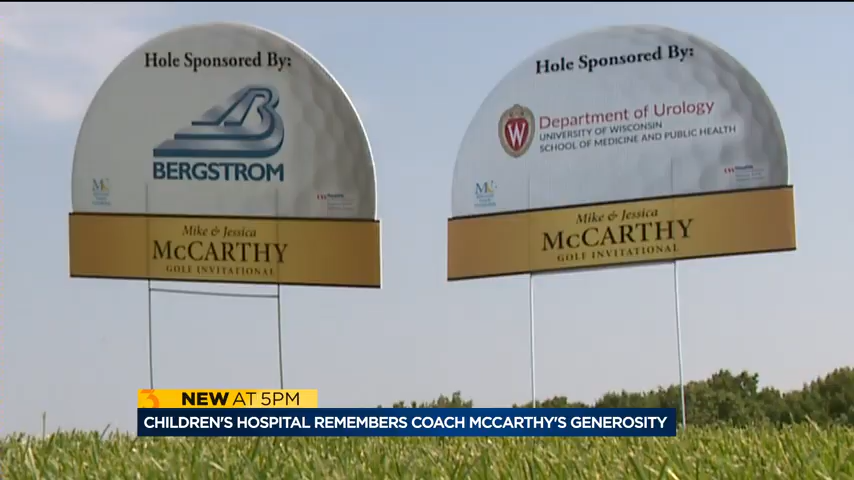 Hole Sponsored By:
BERGSTROM
Mike & Jessica
McCARTHY
GOLF INVITATIONAL
Hole Sponsored By:
W
Department of Urology
UNIVERSITY OF WISCONSIN
SCHOOL OF MEDICINE AND PUBLIC HEALTH
Mike & Jessica
McCARTHY
GOLF INVITATIONAL
3 NEW AT 5PM
CHILDREN'S HOSPITAL REMEMBERS COACH MCCARTHY'S GENEROSITY